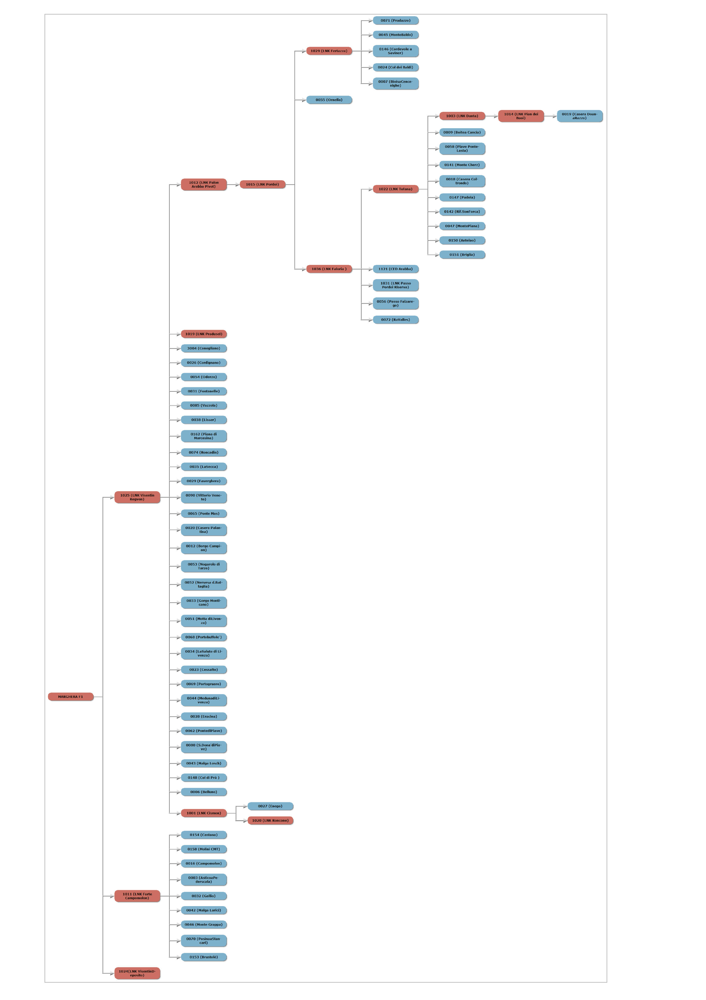 0071 (Pradazzo)
0045 (MonteBaldo)
1029 (LNK Fertazza)
0146 (Cordevole a
Saviner)
0024 (Col dei Baldi)
0007 (BioisaCence-
nighe)
0055 (Ornella)
1003 (LNK Danta)
1014 (LNK Pian dei
Buoi)
0019 (Casera Doan-
aRazzo)
0009 (Boitea Cancia)
0058 (Piave Ponte-
Lasta)
0141 (Monte Cherz)
0018 (Casera Col-
trondo)
1012 (LNK Palon
Arabba Pivot)
1015 (LNK Pordoi)
1022 (LNK Tofana)
0147 (Padola)
0142 (Rif.SonForca)
0047 (MontePiana)
0150 (Antelao)
0151 (Briglia)
1036 (LNK Faloria )
1121 (CED Arabba)
1031 (LNK Passo
Pordoi Riserva)
0056 (Passo Falzare-
go)
0072 (RaValles)
1019 (LNK Pradusel)
3004 (Conegliano)
0026 (Cordignano)
0054 (Oderzo)
0031 (Fontanelle)
0085 (Vazzola)
0038 (Lisser)
0162 (Piana di
Marcesina)
0074 (Roncadin)
0035 (LaSecca)
0029 (Faverghera)
1025 (LNK Visentin
Regven)
0090 (Vittorio Vene-
to)
0065 (Ponte Mas)
0020 (Casera Palan-
tina)
0012 (Borgo Campi-
on)
0053 (Nogarolo di
Tarzo)
0052 (Nervesa d.Bat-
taglia)
0033 (Gorgo Monti-
cano)
0051 (Motta diLiven-
za)
0068 (Portobuffole')
0034 (LaSalute di Li-
venza)
0023 (Cessalto)
0069 (Portogruaro)
MARGHERA F1
0044 (MedunadiLi-
venza)
0028 (Eraclea)
0062 (PontediPiave)
0080 (S.Dona'diPia-
ve)
0043 (Malga Losch)
0148 (Col di Prà )
0006 (Belluno)
1001 (LNK Cismon)
0027 (Enego)
1020 (LNK Roncone)
0154 (Castana)
0158 (Molini CMT)
0016 (Campomolon)
0003 (AsticoaPe-
derscala)
1011 (LNK Forte
Campomolon)
0032 (Gallio)
0042 (Malga Larici)
0046 (Monte Grappa)
0070 (PosinaaStan-
cari)
0153 (Brustolè)
1024(LNK VisentinD-
eposito)